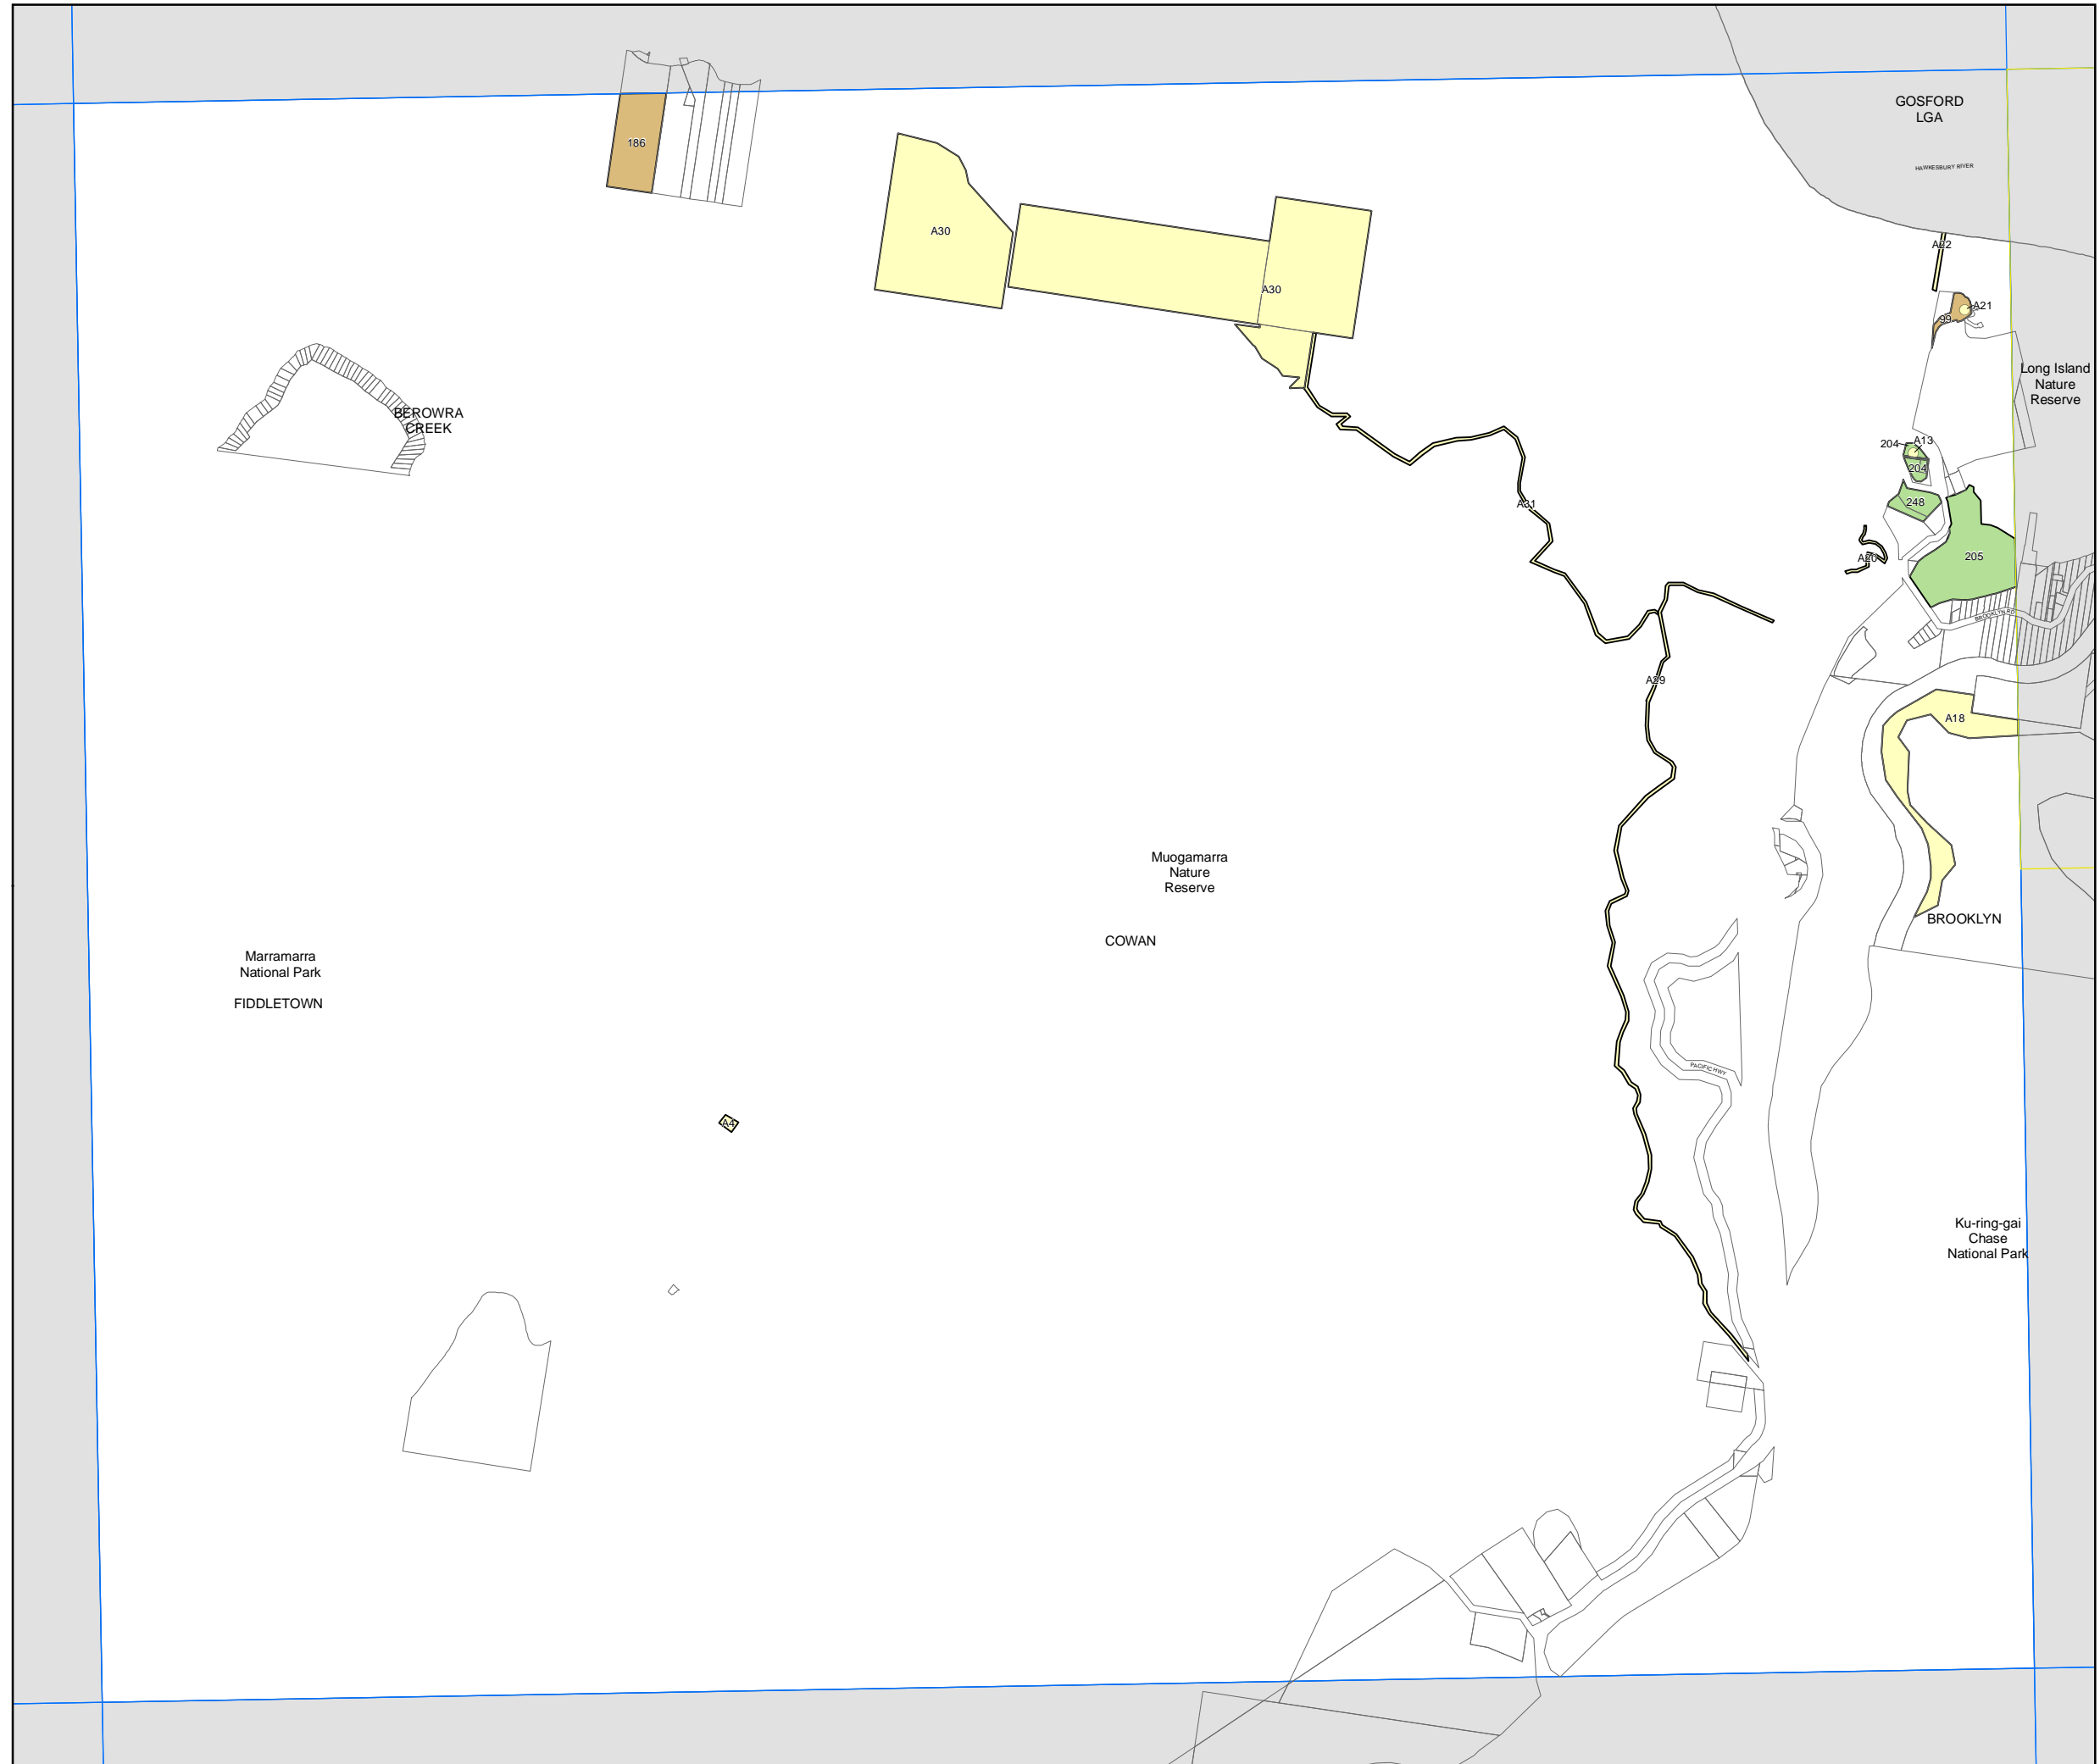 GOSFORD
LGA
186
HAWKESBURY RIVER
A30
A22
A30
A21
99
Long Island
Nature
Reserve
BEROWRA
CREEK
204
A13
204
248
A31
205
A20
BROOKLYN RD
A29
A18
Muogamarra
Nature
Reserve
BROOKLYN
COWAN
Marramarra
National Park
FIDDLETOWN
PACIFIC HWY
A4
Ku-ring-gai
Chase
National Park